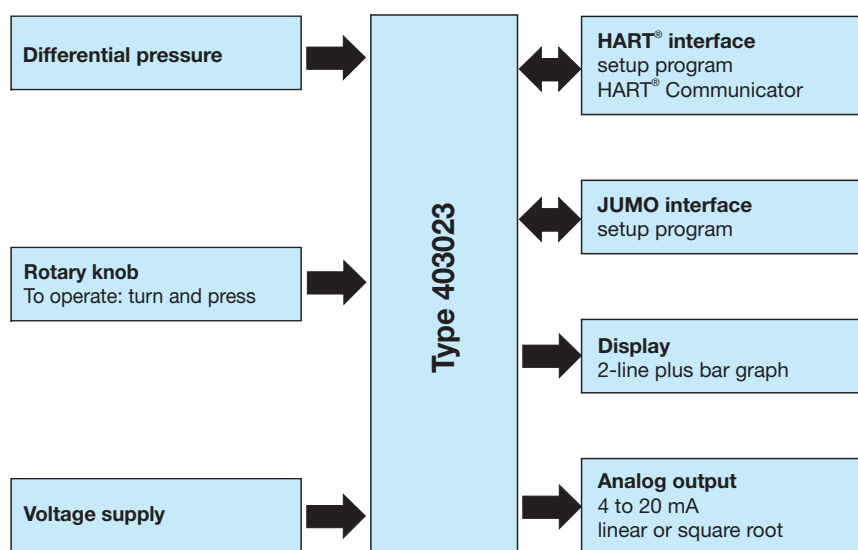 Differential pressure
Rotary knob
To operate: turn and press
Voltage supply
Type 403023
HART® interface
setup program
HART® Communicator
JUMO interface
setup program
Display
2-line plus bar graph
Analog output
4 to 20 mA
linear or square root